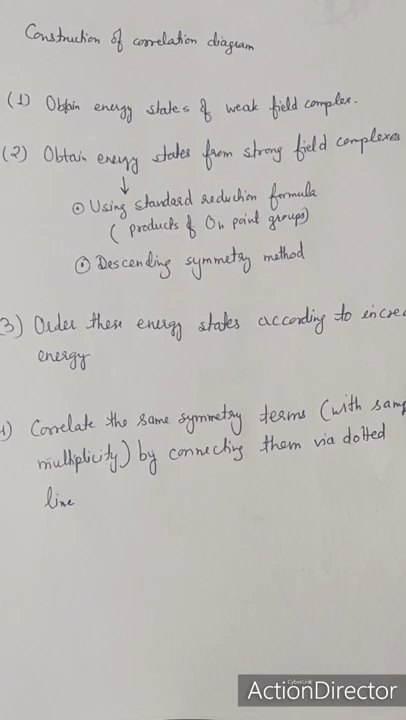 Construction of correlation diagram
(1) Obtain energy states of weak field complex.
(2) Obtain energy states from strong field complexes
↓
⊙ Using standard reduction formula
( products of Oh point groups)
⊙ Descending symmetry method
3) Order these energy states according to increa
energy
4) Correlate the same symmetry terms (with same
multiplicity) by connecting them via dotted
line
CyberLink
ActionDirector